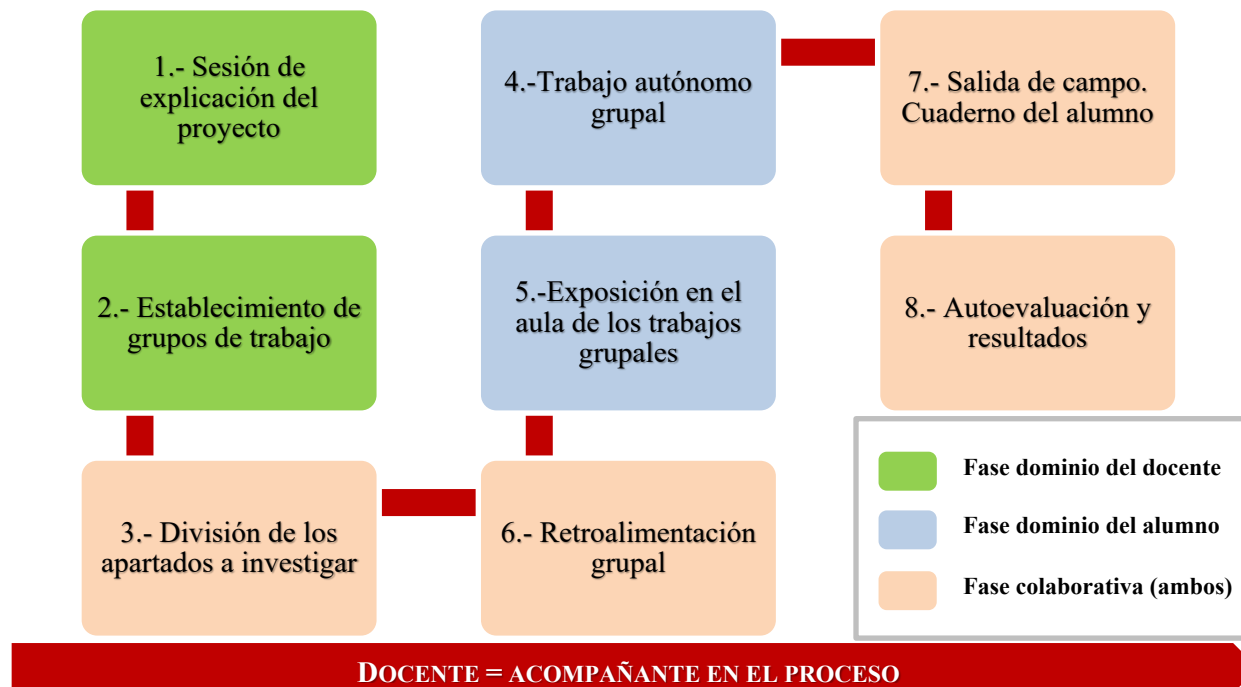 1.- Sesión de
explicación del
proyecto
2.- Establecimiento de
grupos de trabajo
3.- División de los
apartados a investigar
4.-Trabajo autónomo
grupal
5.-Exposición en el
aula de los trabajos
grupales
6.- Retroalimentación
grupal
7.- Salida de campo.
Cuaderno del alumno
8.- Autoevaluación y
resultados
Fase dominio del docente
Fase dominio del alumno
Fase colaborativa (ambos)
DOCENTE = ACOMPAÑANTE EN EL PROCESO